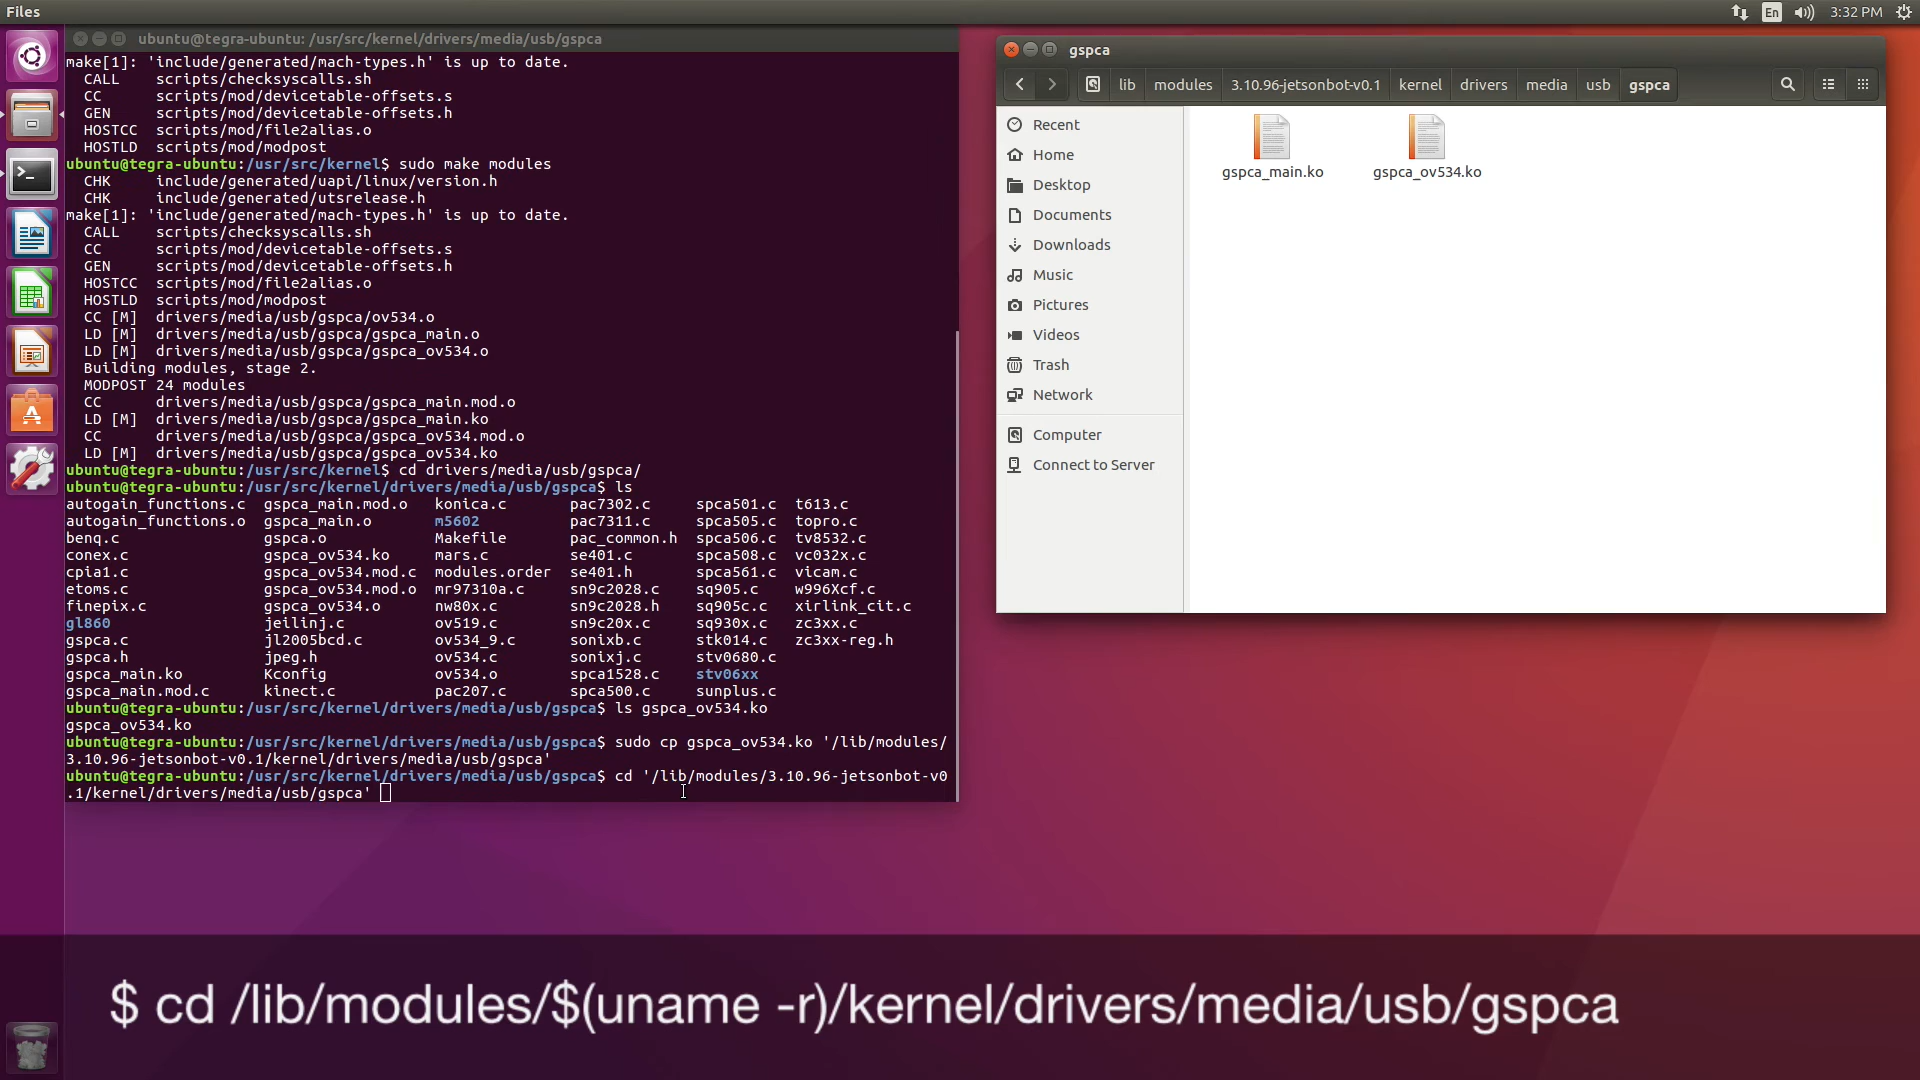 Files
En
3:32 PM
ubuntu@tegra-ubuntu: /usr/src/kernel/drivers/media/usb/gspca
make[1]: 'include/generated/mach-types.h' is up to date.
CALL    scripts/checksyscalls.sh
CC      scripts/mod/devicetable-offsets.s
GEN     scripts/mod/devicetable-offsets.h
HOSTCC  scripts/mod/file2alias.o
HOSTLD  scripts/mod/modpost
ubuntu@tegra-ubuntu:/usr/src/kernel$ sudo make modules
CHK     include/generated/uapi/linux/version.h
CHK     include/generated/utsrelease.h
make[1]: 'include/generated/mach-types.h' is up to date.
CALL    scripts/checksyscalls.sh
CC      scripts/mod/devicetable-offsets.s
GEN     scripts/mod/devicetable-offsets.h
HOSTCC  scripts/mod/file2alias.o
HOSTLD  scripts/mod/modpost
CC [M]  drivers/media/usb/gspca/ov534.o
LD [M]  drivers/media/usb/gspca/gspca_main.o
LD [M]  drivers/media/usb/gspca/gspca_ov534.o
Building modules, stage 2.
MODPOST 24 modules
CC      drivers/media/usb/gspca/gspca_main.mod.o
LD [M]  drivers/media/usb/gspca/gspca_main.ko
CC      drivers/media/usb/gspca/gspca_ov534.mod.o
LD [M]  drivers/media/usb/gspca/gspca_ov534.ko
ubuntu@tegra-ubuntu:/usr/src/kernel$ cd drivers/media/usb/gspca/
ubuntu@tegra-ubuntu:/usr/src/kernel/drivers/media/usb/gspca$ ls
autogain_functions.c gspca_main.mod.o konica.c pac7302.c spca501.c t613.c
autogain_functions.o gspca_main.o m5602 pac7311.c spca505.c topro.c
benq.c gspca.o Makefile pac_common.h spca506.c tv8532.c
conex.c gspca_ov534.ko mars.c se401.c spca508.c vc032x.c
cpia1.c gspca_ov534.mod.c modules.order se401.h spca561.c vicam.c
etoms.c gspca_ov534.mod.o mr97310a.c sn9c2028.c sq905.c w996Xcf.c
finepix.c gspca_ov534.o nw80x.c sn9c2028.h sq905c.c xirlink_cit.c
gl860 jeilinj.c ov519.c sn9c20x.c sq930x.c zc3xx.c
gspca.c jl2005bcd.c ov534_9.c sonixb.c stk014.c zc3xx-reg.h
gspca.h jpeg.h ov534.c sonixj.c stv0680.c
gspca_main.ko Kconfig ov534.o spca1528.c stv06xx
gspca_main.mod.c kinect.c pac207.c spca500.c sunplus.c
ubuntu@tegra-ubuntu:/usr/src/kernel/drivers/media/usb/gspca$ ls gspca_ov534.ko
gspca_ov534.ko
ubuntu@tegra-ubuntu:/usr/src/kernel/drivers/media/usb/gspca$ sudo cp gspca_ov534.ko '/lib/modules/
3.10.96-jetsonbot-v0.1/kernel/drivers/media/usb/gspca'
ubuntu@tegra-ubuntu:/usr/src/kernel/drivers/media/usb/gspca$ cd '/lib/modules/3.10.96-jetsonbot-v0
.1/kernel/drivers/media/usb/gspca'
gspca
lib modules 3.10.96-jetsonbot-v0.1 kernel drivers media usb gspca
Recent
Home
Desktop
Documents
Downloads
Music
Pictures
Videos
Trash
Network
Computer
Connect to Server
gspca_main.ko gspca_ov534.ko
$ cd /lib/modules/$(uname -r)/kernel/drivers/media/usb/gspca